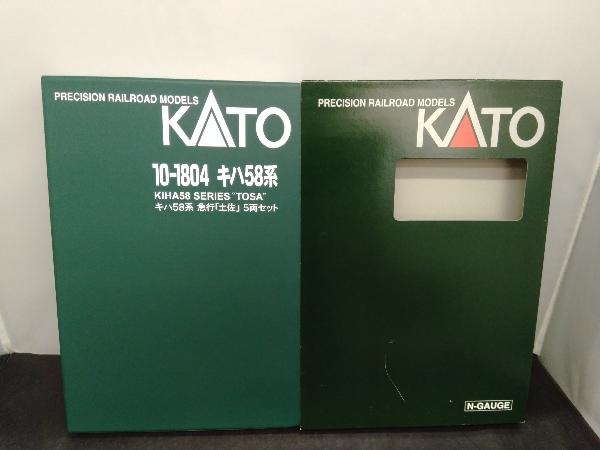 PRECISION RAILROAD MODELS
KATO
10-1804 キハ58系
KIHA58 SERIES "TOSA"
キハ58系 急行「土佐」 5両セット
PRECISION RAILROAD MODELS
KATO
N-GAUGE